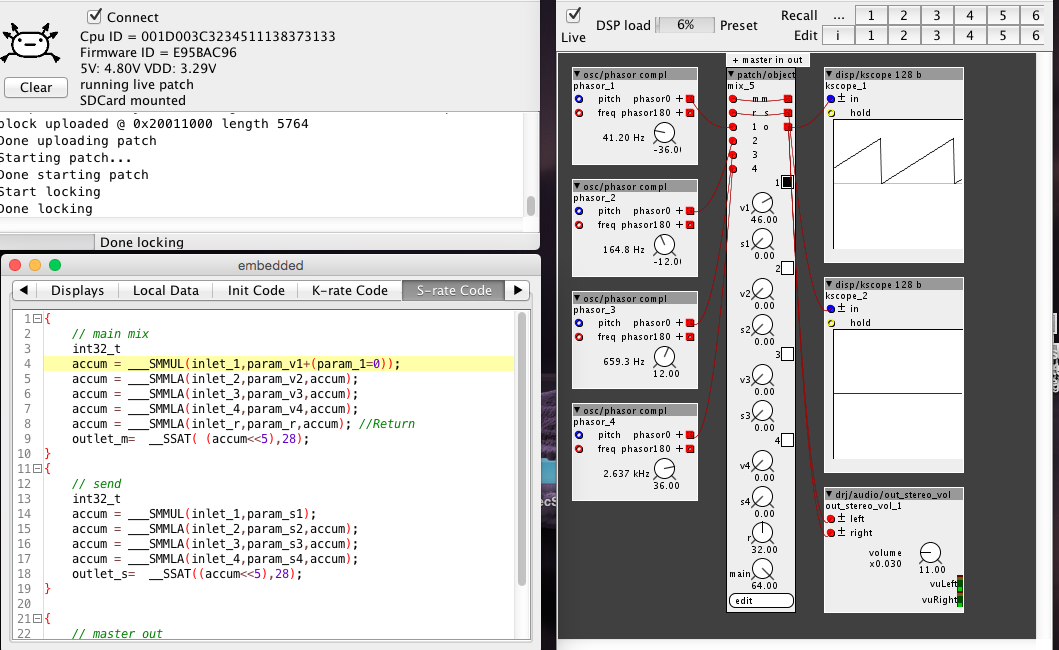 Connect
Cpu ID = 001D003C3234511138373133
Firmware ID = E95BAC96
5V: 4.80V VDD: 3.29V
running live patch
SDCard mounted
Clear
block uploaded @ 0x20011000 length 5764
Done uploading patch
Starting patch...
Done starting patch
Start locking
Done locking
Done locking
embedded
Displays Local Data Init Code K-rate Code S-rate Code
1 {
2 // main mix
3 int32_t
4 accum = ___SMMUL(inlet_1,param_v1+(param_1=0));
5 accum = ___SMMLA(inlet_2,param_v2,accum);
6 accum = ___SMMLA(inlet_3,param_v3,accum);
7 accum = ___SMMLA(inlet_4,param_v4,accum);
8 accum = ___SMMLA(inlet_r,param_r,accum); //Return
9 outlet_m= __SSAT( (accum<<5),28);
10 }
11 {
12 // send
13 int32_t
14 accum = ___SMMUL(inlet_1,param_s1);
15 accum = ___SMMLA(inlet_2,param_s2,accum);
16 accum = ___SMMLA(inlet_3,param_s3,accum);
17 accum = ___SMMLA(inlet_4,param_s4,accum);
18 outlet_s= __SSAT((accum<<5),28);
19 }
20
21 {
22 // master out
Live
DSP load 6% Preset
Recall ... 1 2 3 4 5 6
Edit i 1 2 3 4 5 6
+ master in out
osc/phasor compl
phasor_1
pitch phasor0 +
freq phasor180 +
41.20 Hz
-36.0
osc/phasor compl
phasor_2
pitch phasor0 +
freq phasor180 +
164.8 Hz
-12.0
osc/phasor compl
phasor_3
pitch phasor0 +
freq phasor180 +
659.3 Hz
12.00
osc/phasor compl
phasor_4
pitch phasor0 +
freq phasor180 +
2.637 kHz
36.00
patch/object
mix_5
m m
r s
1 o
2
3
4
1
v1
46.00
s1
0.00
2
v2
0.00
s2
0.00
3
v3
0.00
s3
0.00
4
v4
0.00
s4
0.00
r
32.00
main
64.00
edit
disp/kscope 128 b
kscope_1
± in
hold
disp/kscope 128 b
kscope_2
± in
hold
drj/audio/out_stereo_vol
out_stereo_vol_1
± left
± right
volume
x0.030
11.00
vuLeft
vuRight